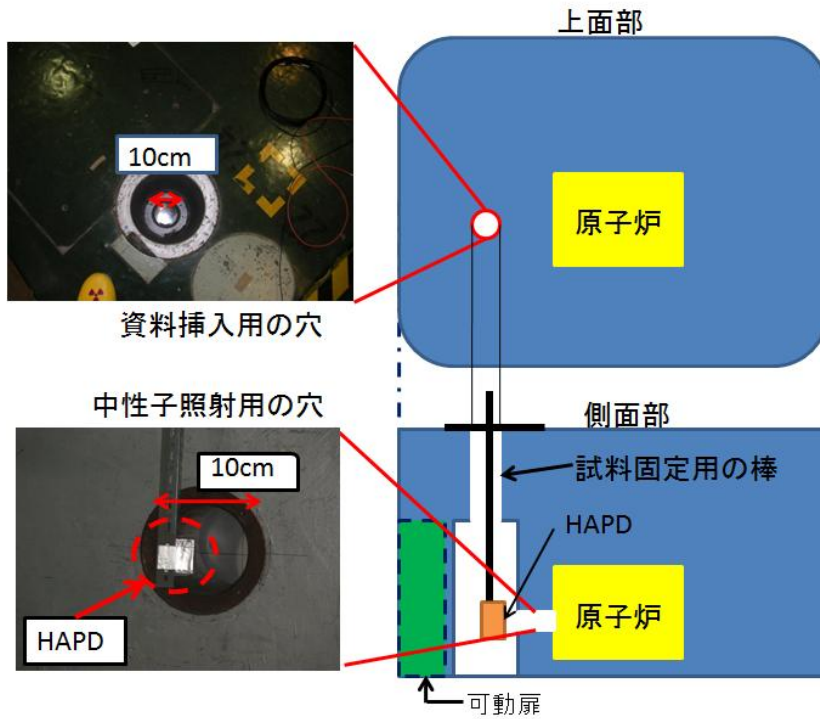 上面部
10cm
原子炉
資料挿入用の穴
中性子照射用の穴
側面部
10cm
試料固定用の棒
HAPD
原子炉
HAPD
可動扉